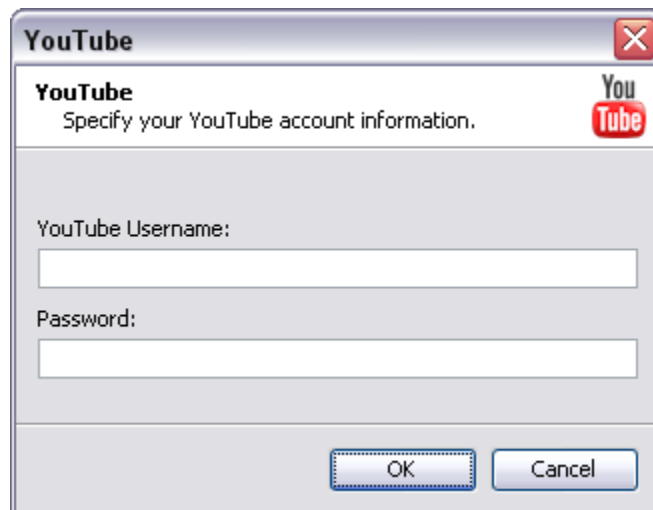 YouTube
YouTube
Specify your YouTube account information.
You
Tube
YouTube Username:
Password:
OK
Cancel